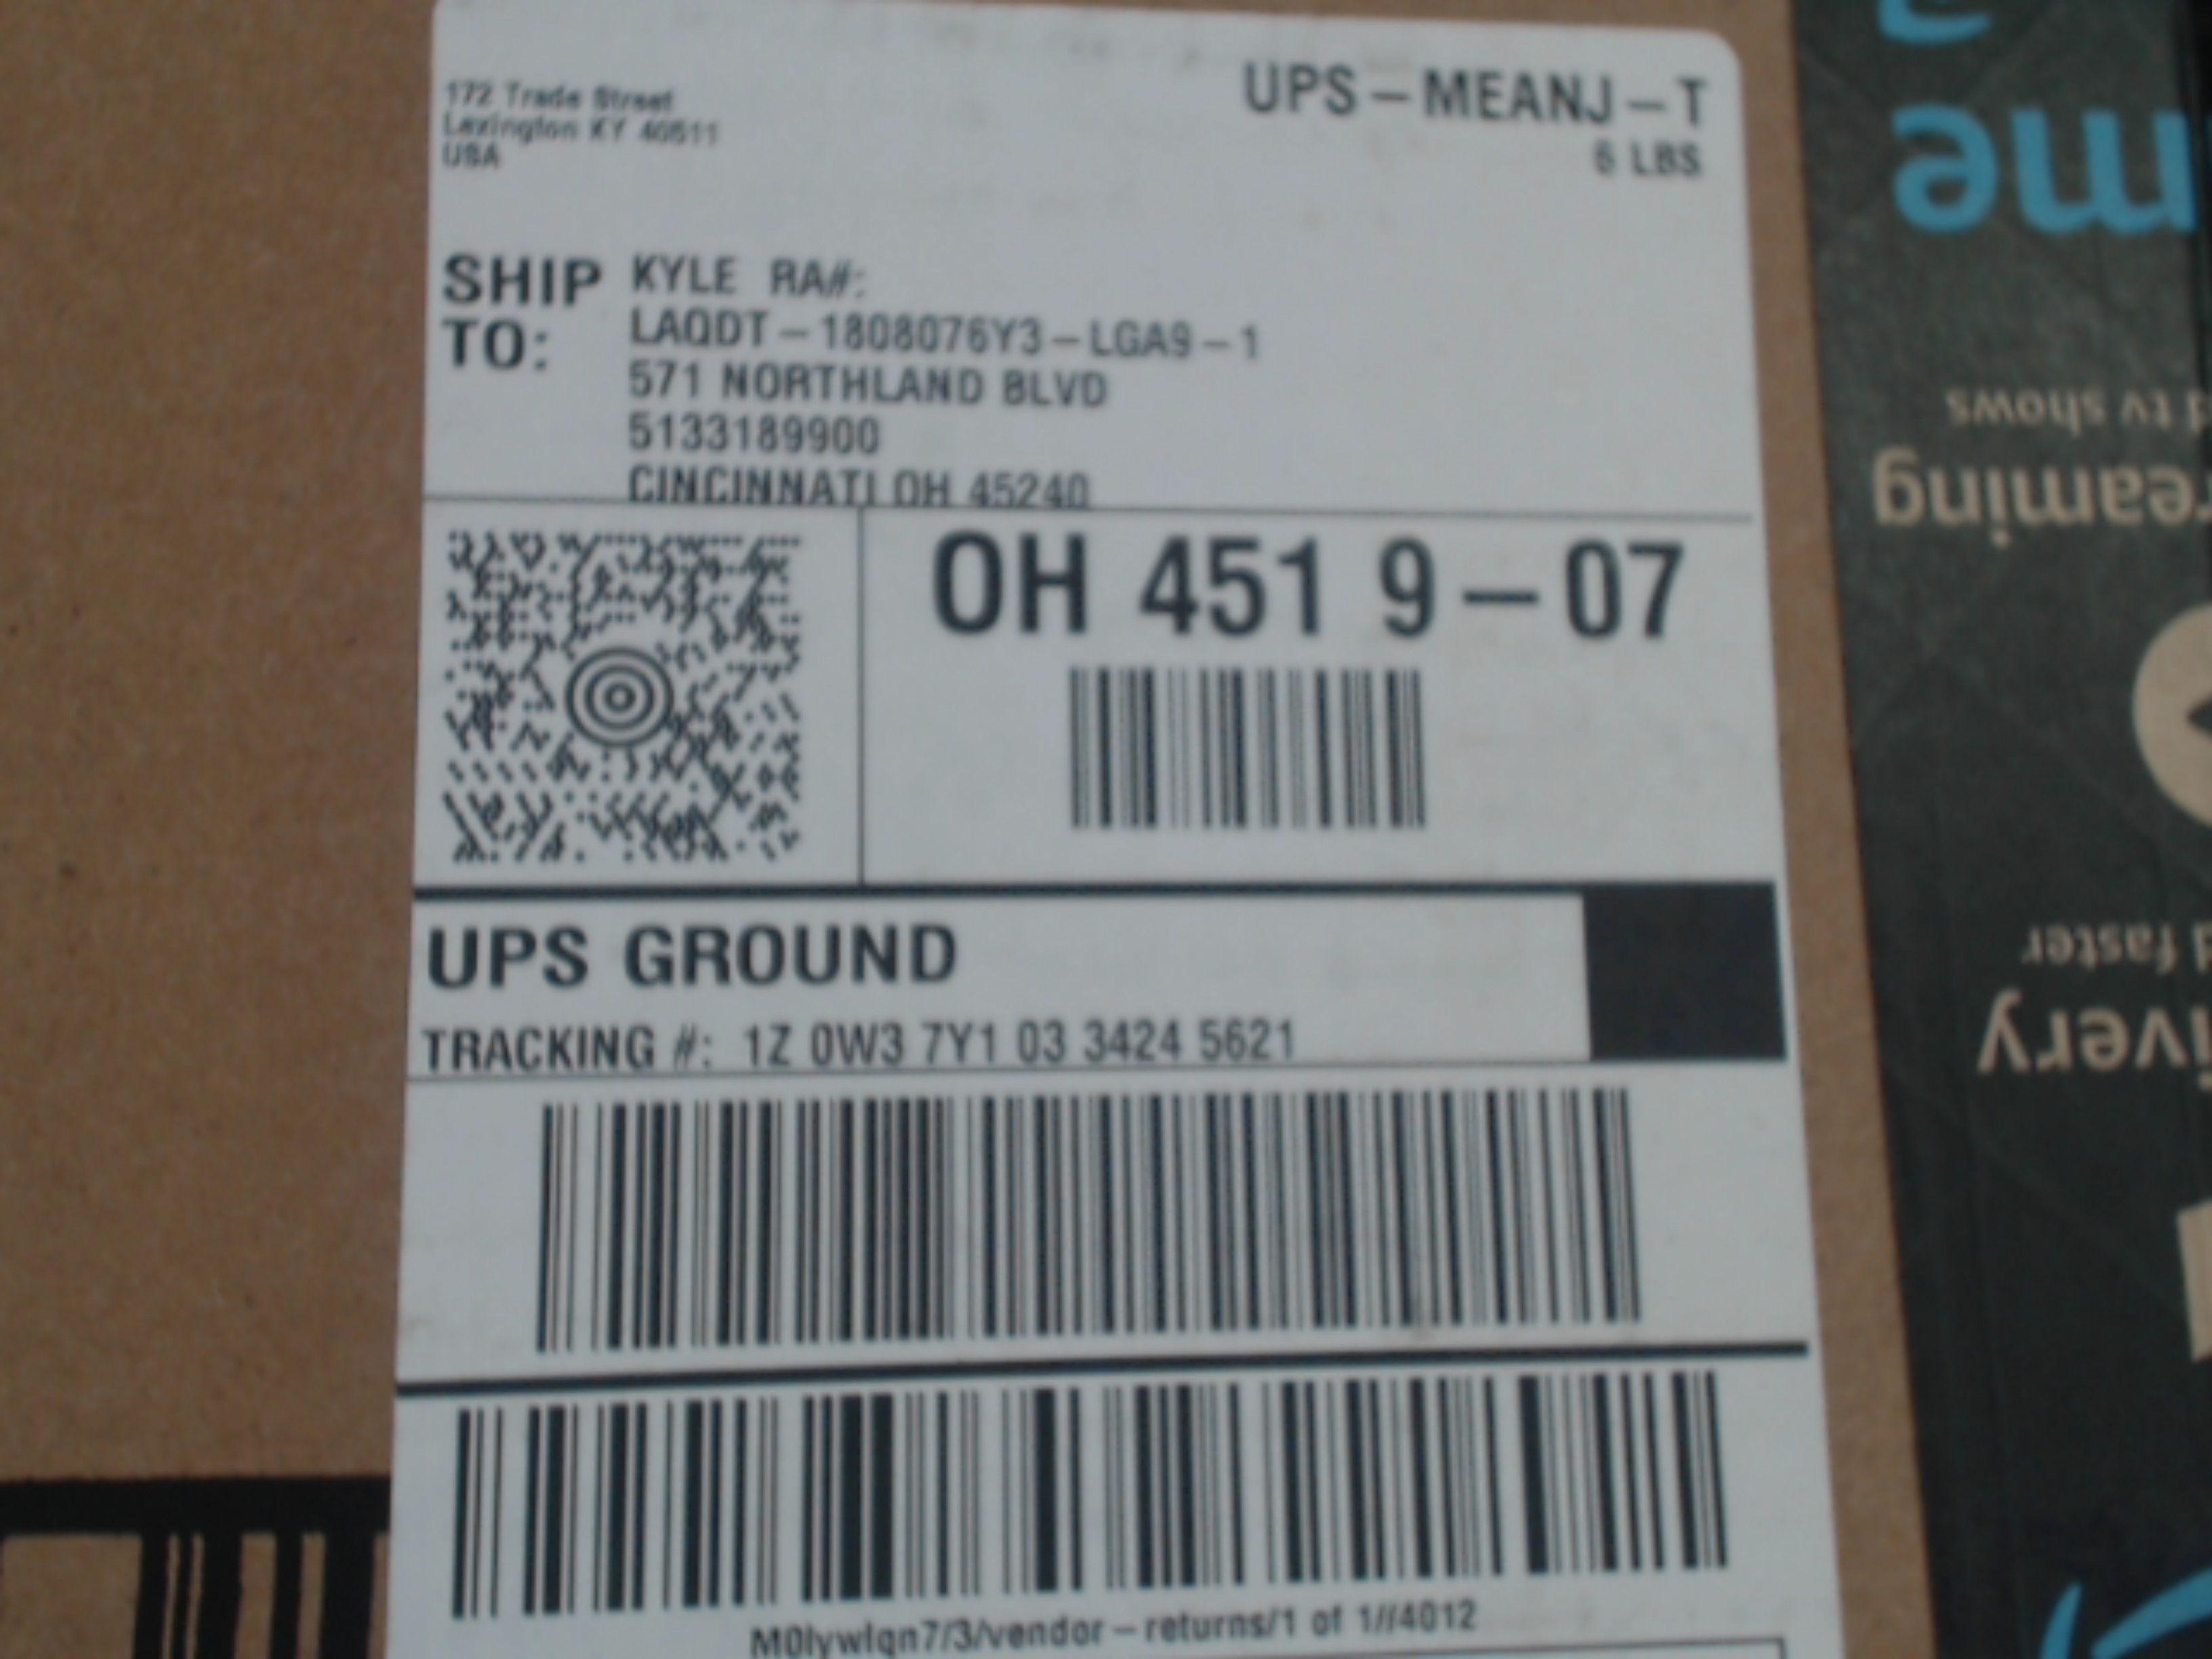 172 Trade Street
Lexington KY 40511
USA
UPS – MEANJ – T
6 LBS
SHIP TO:
KYLE RA#:
LAQDT – 1808076Y3 – LGA9 – 1
571 NORTHLAND BLVD
5133189900
CINCINNATI OH 45240
OH 451 9 – 07
UPS GROUND
TRACKING #: 1Z 0W3 7Y1 03 3424 5621
M0lywlqn7/3/vendor – returns/1 of 1//4012
me
d tv shows
reaming
d faster
ivery